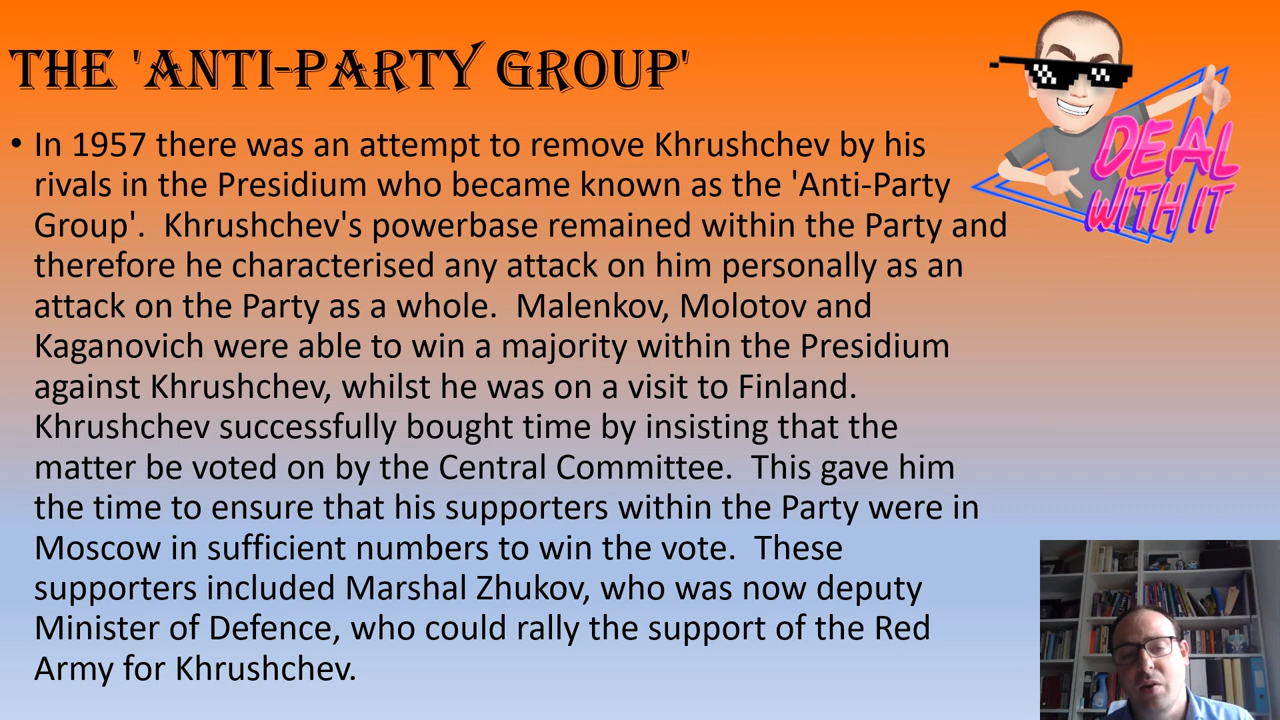 THE 'ANTI-PARTY GROUP'
• In 1957 there was an attempt to remove Khrushchev by his
rivals in the Presidium who became known as the 'Anti-Party
Group'.  Khrushchev's powerbase remained within the Party and
therefore he characterised any attack on him personally as an
attack on the Party as a whole.  Malenkov, Molotov and
Kaganovich were able to win a majority within the Presidium
against Khrushchev, whilst he was on a visit to Finland.
Khrushchev successfully bought time by insisting that the
matter be voted on by the Central Committee.  This gave him
the time to ensure that his supporters within the Party were in
Moscow in sufficient numbers to win the vote.  These
supporters included Marshal Zhukov, who was now deputy
Minister of Defence, who could rally the support of the Red
Army for Khrushchev.
DEAL
WITH IT